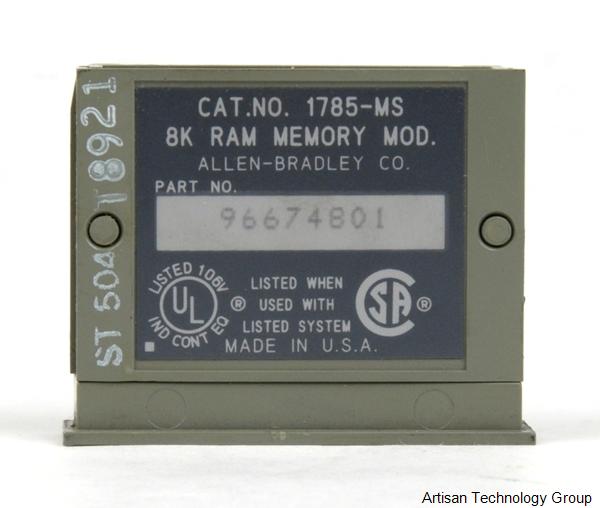 CAT.NO. 1785-MS
8K RAM MEMORY MOD.
ALLEN-BRADLEY CO.
PART NO.
96674801
LISTED 106V
UL
IND CONT EQ
®
LISTED WHEN
USED WITH
LISTED SYSTEM
SA
®
MADE IN U.S.A.
ST 504 T8921
Artisan Technology Group